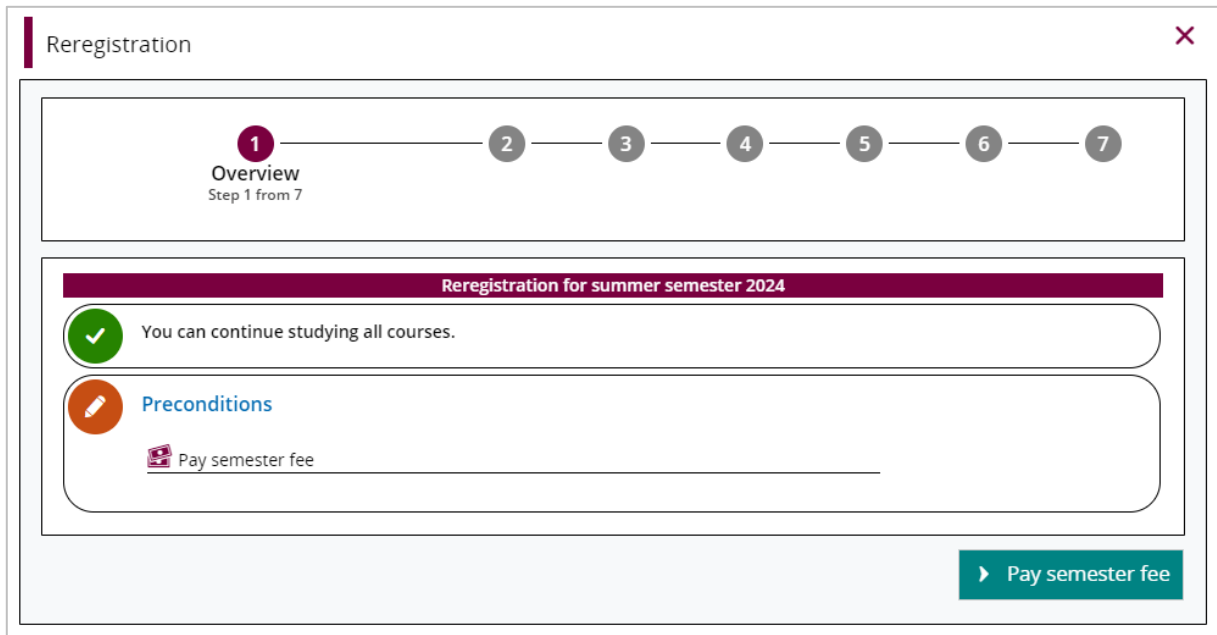 Reregistration
1 2 3 4 5 6 7
Overview
Step 1 from 7
Reregistration for summer semester 2024
You can continue studying all courses.
Preconditions
Pay semester fee
Pay semester fee